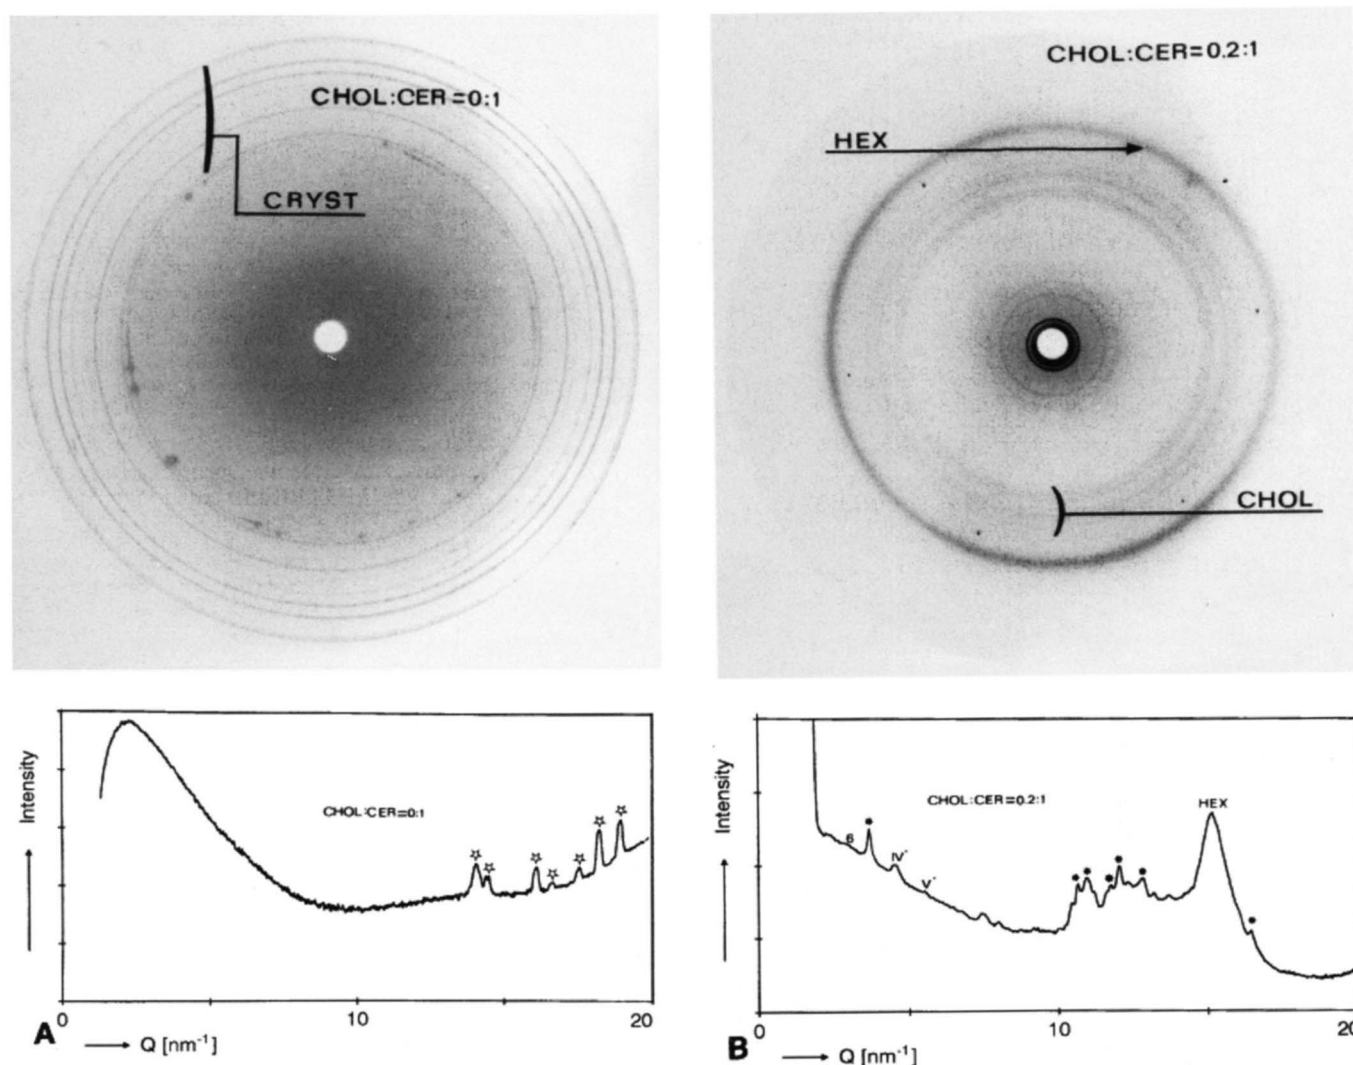 CHOL:CER=0:1
CRYST
CHOL:CER=0.2:1
HEX
CHOL
Intensity
CHOL:CER=0:1
☆ ☆ ☆ ☆ ☆ ☆ ☆
0 10 20
A Q [nm⁻¹]
Intensity
CHOL:CER=0.2:1
HEX
6 * IV' V' * * * * * *
0 10 20
B Q [nm⁻¹]